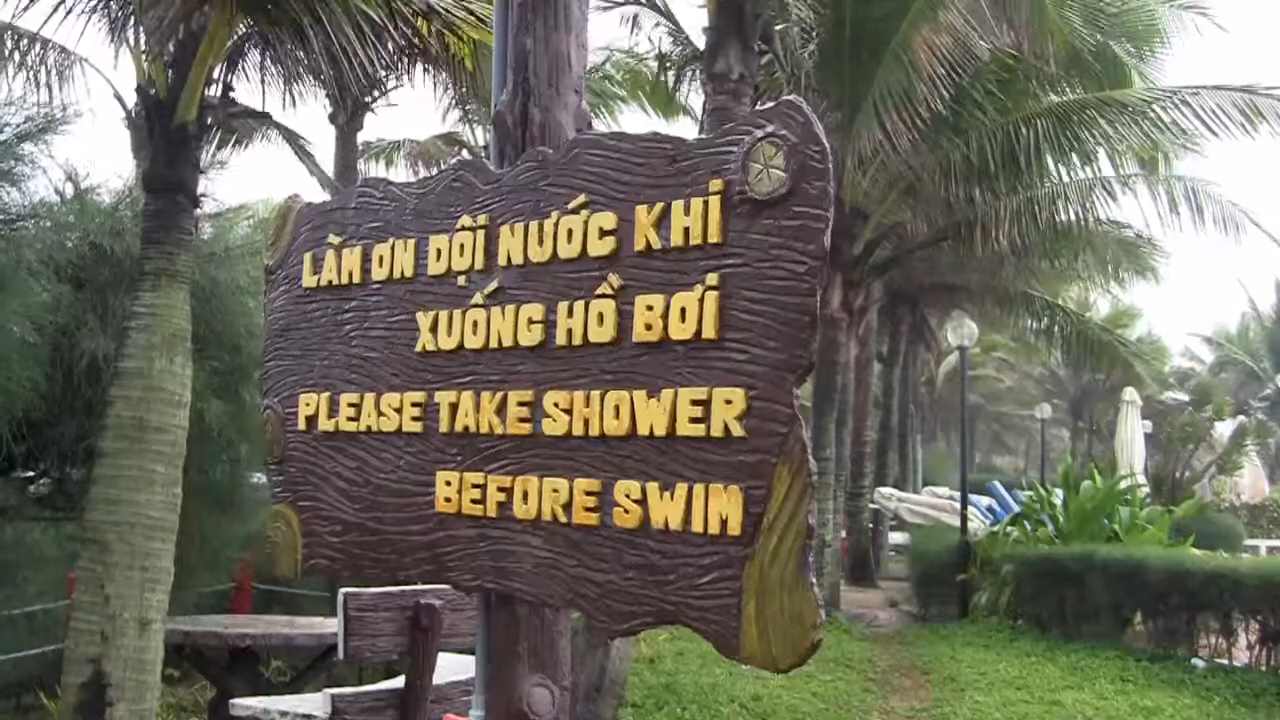 LÀM ƠN DỘI NƯỚC KHI
XUỐNG HỒ BƠI
PLEASE TAKE SHOWER
BEFORE SWIM